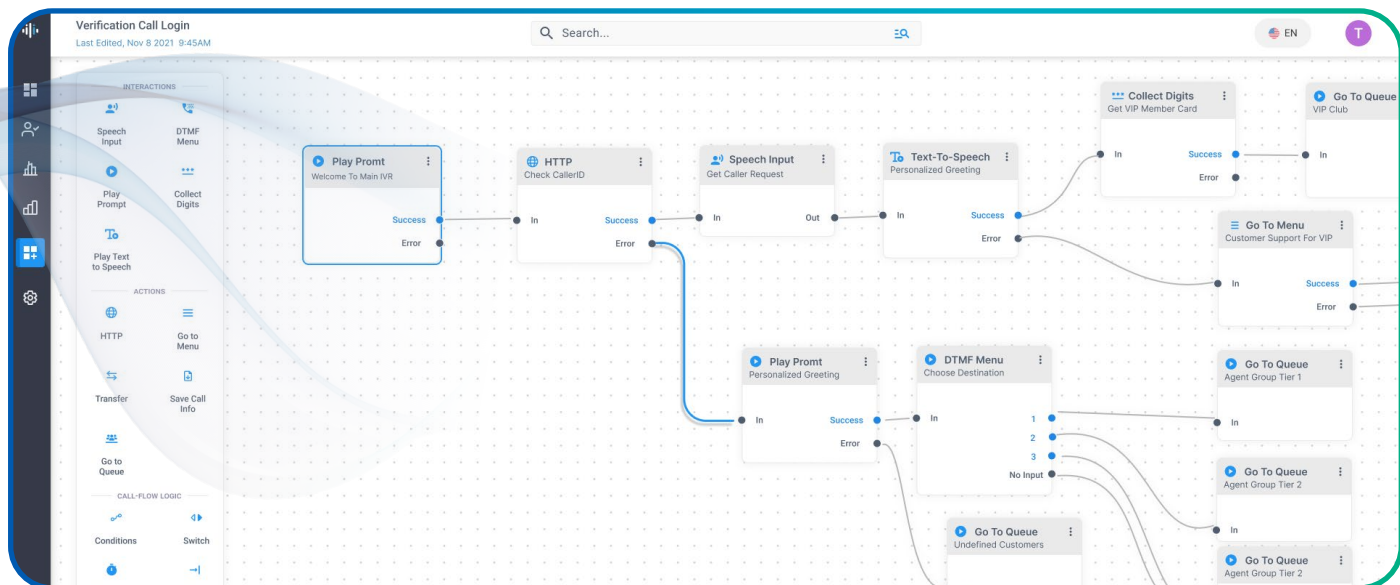 Verification Call Login
Last Edited, Nov 8 2021 9:45AM
Search...
EN
T
INTERACTIONS
Speech
Input
DTMF
Menu
Play
Prompt
Collect
Digits
Play Text
to Speech
ACTIONS
HTTP
Go to
Menu
Transfer
Save Call
Info
Go to
Queue
CALL-FLOW LOGIC
Conditions
Switch
Play Promt
Welcome To Main IVR
Success
Error
HTTP
Check CallerID
In
Success
Error
Speech Input
Get Caller Request
In
Out
Text-To-Speech
Personalized Greeting
In
Success
Error
Collect Digits
Get VIP Member Card
In
Success
Error
Go To Queue
VIP Club
In
Go To Menu
Customer Support For VIP
In
Success
Error
Play Promt
Personalized Greeting
In
Success
Error
DTMF Menu
Choose Destination
In
1
2
3
No Input
Go To Queue
Agent Group Tier 1
In
Go To Queue
Agent Group Tier 2
In
Go To Queue
Undefined Customers
Go To Queue
Agent Group Tier 2